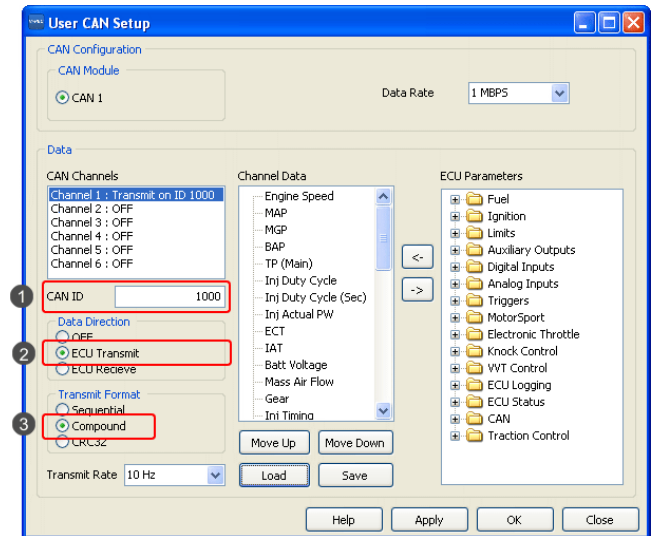 User CAN Setup
CAN Configuration
CAN Module
CAN 1
Data Rate
1 MBPS
Data
CAN Channels
Channel 1 : Transmit on ID 1000
Channel 2 : OFF
Channel 3 : OFF
Channel 4 : OFF
Channel 5 : OFF
Channel 6 : OFF
1
CAN ID
1000
Data Direction
OFF
2
ECU Transmit
ECU Recieve
Transmit Format
Sequential
3
Compound
CRC32
Transmit Rate
10 Hz
Channel Data
Engine Speed
MAP
MGP
BAP
TP (Main)
Inj Duty Cycle
Inj Duty Cycle (Sec)
Inj Actual PW
ECT
IAT
Batt Voltage
Mass Air Flow
Gear
Inj Timing
Move Up
Move Down
Load
Save
<-
->
ECU Parameters
Fuel
Ignition
Limits
Auxiliary Outputs
Digital Inputs
Analog Inputs
Triggers
MotorSport
Electronic Throttle
Knock Control
VVT Control
ECU Logging
ECU Status
CAN
Traction Control
Help
Apply
OK
Close